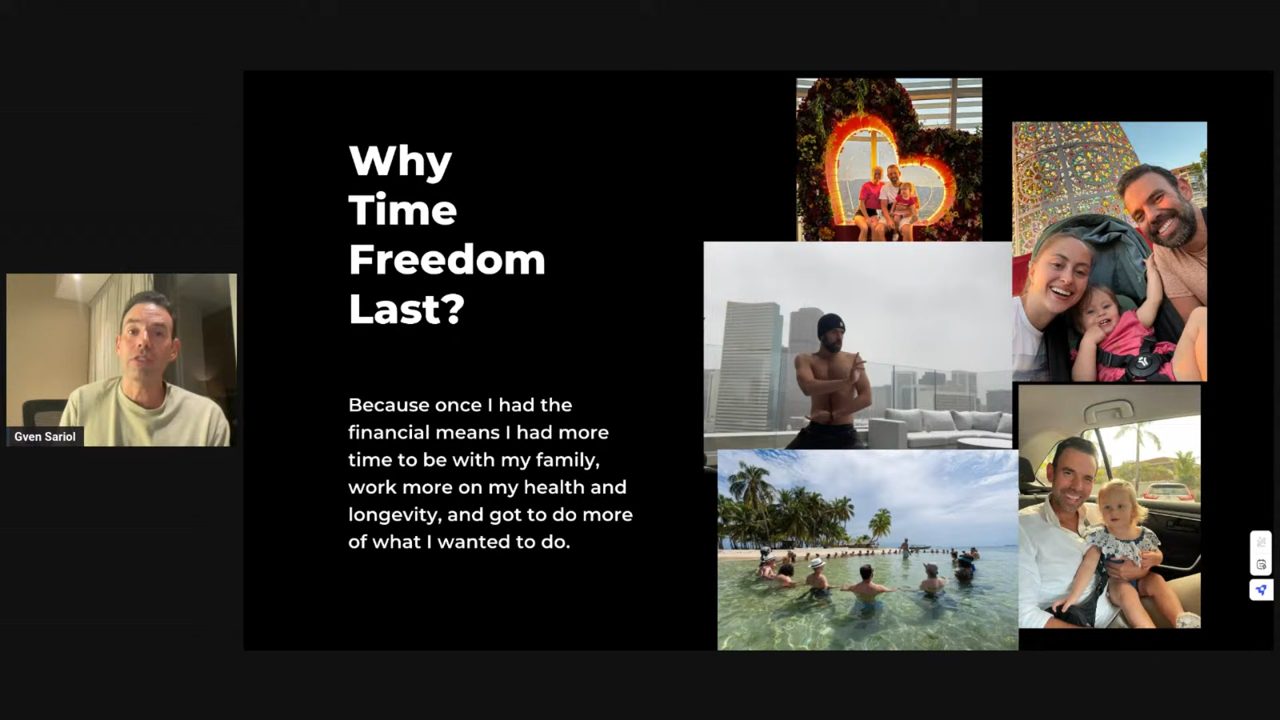 Why
Time
Freedom
Last?
Because once I had the
financial means I had more
time to be with my family,
work more on my health and
longevity, and got to do more
of what I wanted to do.
Gven Sariol